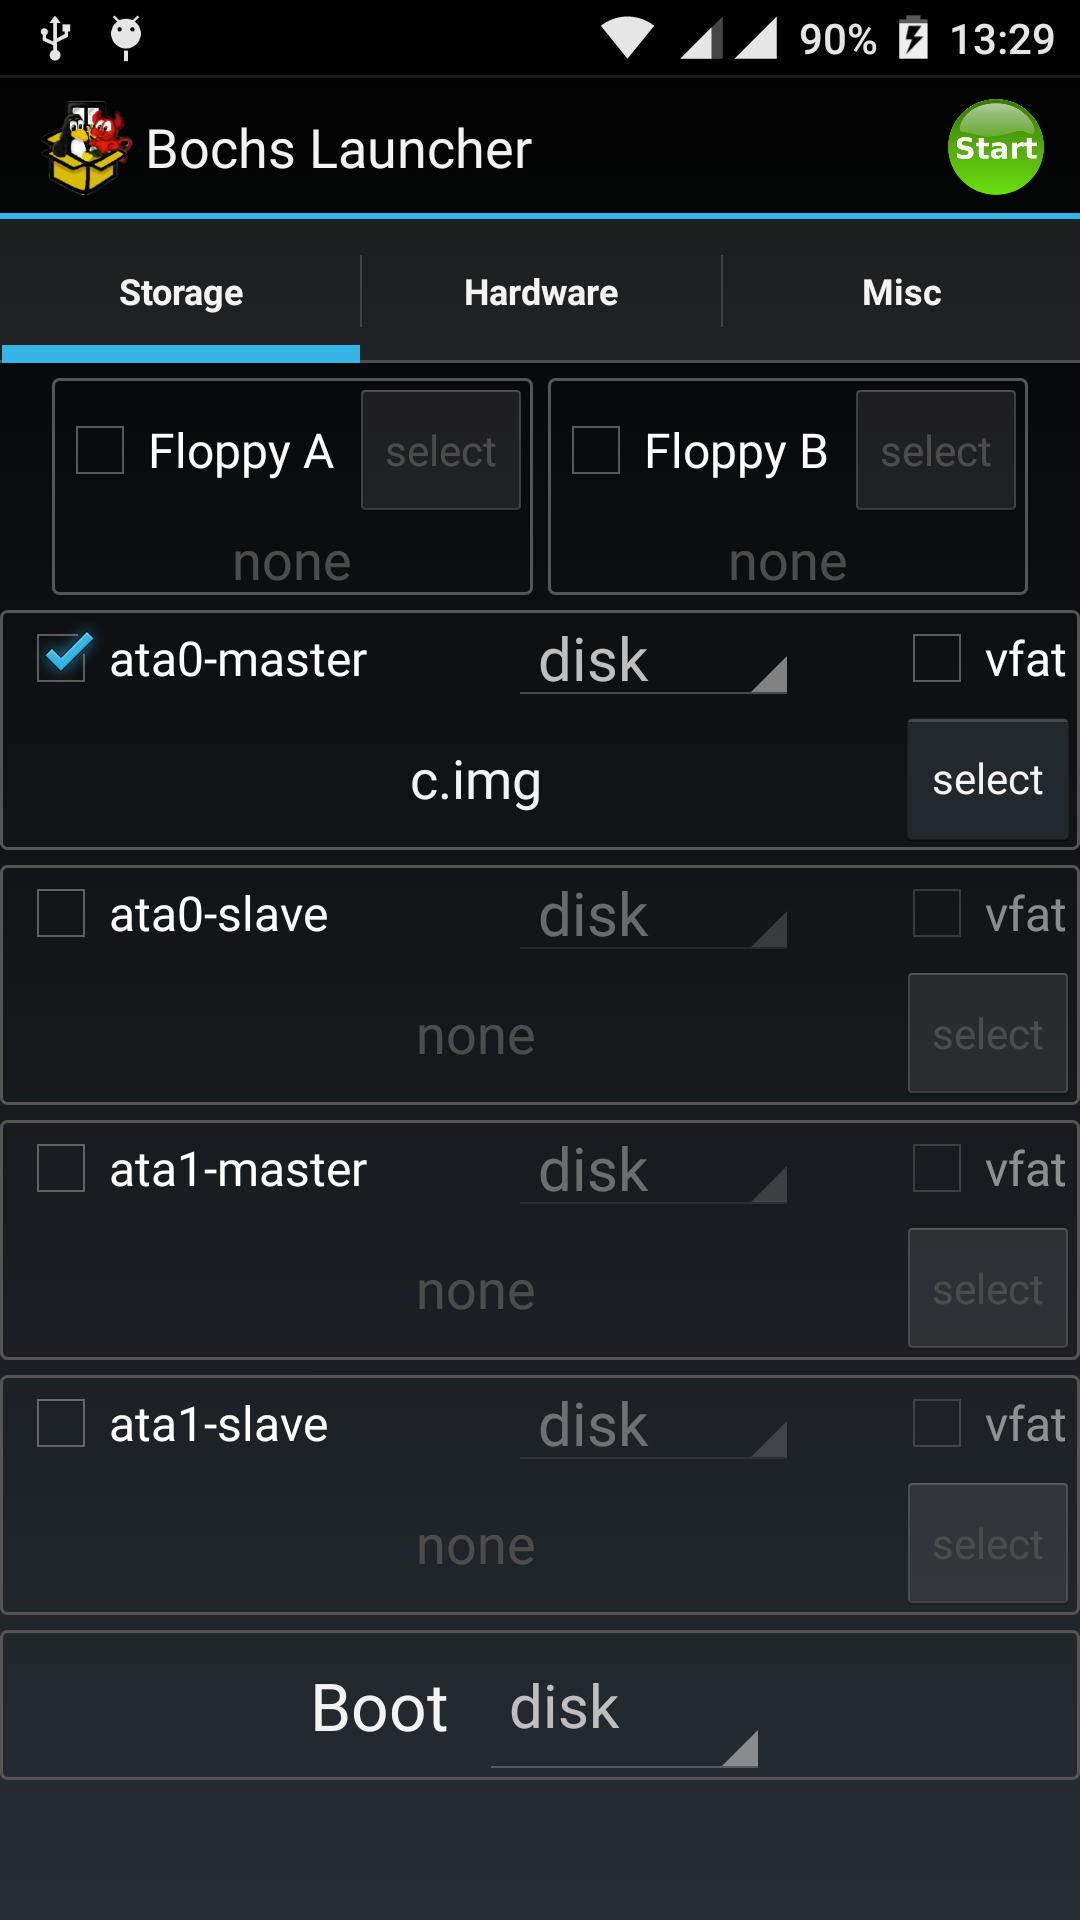 90% 13:29
Bochs Launcher Start
Storage Hardware Misc
Floppy A select Floppy B select
none none
ata0-master disk vfat
c.img select
ata0-slave disk vfat
none select
ata1-master disk vfat
none select
ata1-slave disk vfat
none select
Boot disk